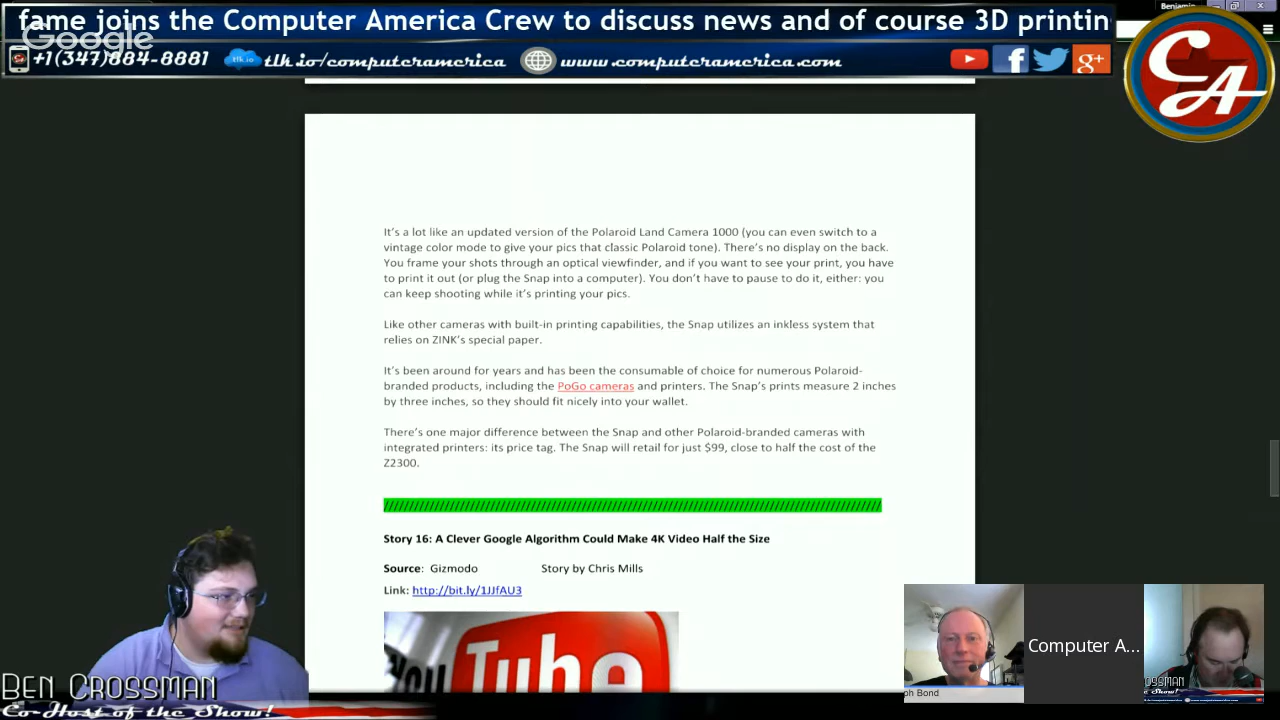 fame joins the Computer America Crew to discuss news and of course 3D printin
Benjamin
Google
+1(347)884-8881 tlk.io/computeramerica www.computeramerica.com
f g+
CA
It's a lot like an updated version of the Polaroid Land Camera 1000 (you can even switch to a
vintage color mode to give your pics that classic Polaroid tone). There's no display on the back.
You frame your shots through an optical viewfinder, and if you want to see your print, you have
to print it out (or plug the Snap into a computer). You don't have to pause to do it, either: you
can keep shooting while it's printing your pics.
Like other cameras with built-in printing capabilities, the Snap utilizes an inkless system that
relies on ZINK's special paper.
It's been around for years and has been the consumable of choice for numerous Polaroid-
branded products, including the PoGo cameras and printers. The Snap's prints measure 2 inches
by three inches, so they should fit nicely into your wallet.
There's one major difference between the Snap and other Polaroid-branded cameras with
integrated printers: its price tag. The Snap will retail for just $99, close to half the cost of the
Z2300.
Story 16: A Clever Google Algorithm Could Make 4K Video Half the Size
Source: Gizmodo Story by Chris Mills
Link: http://bit.ly/1JJfAU3
You Tube
Ben Crossman
Co-Host of the Show!
ph Bond
Computer A...